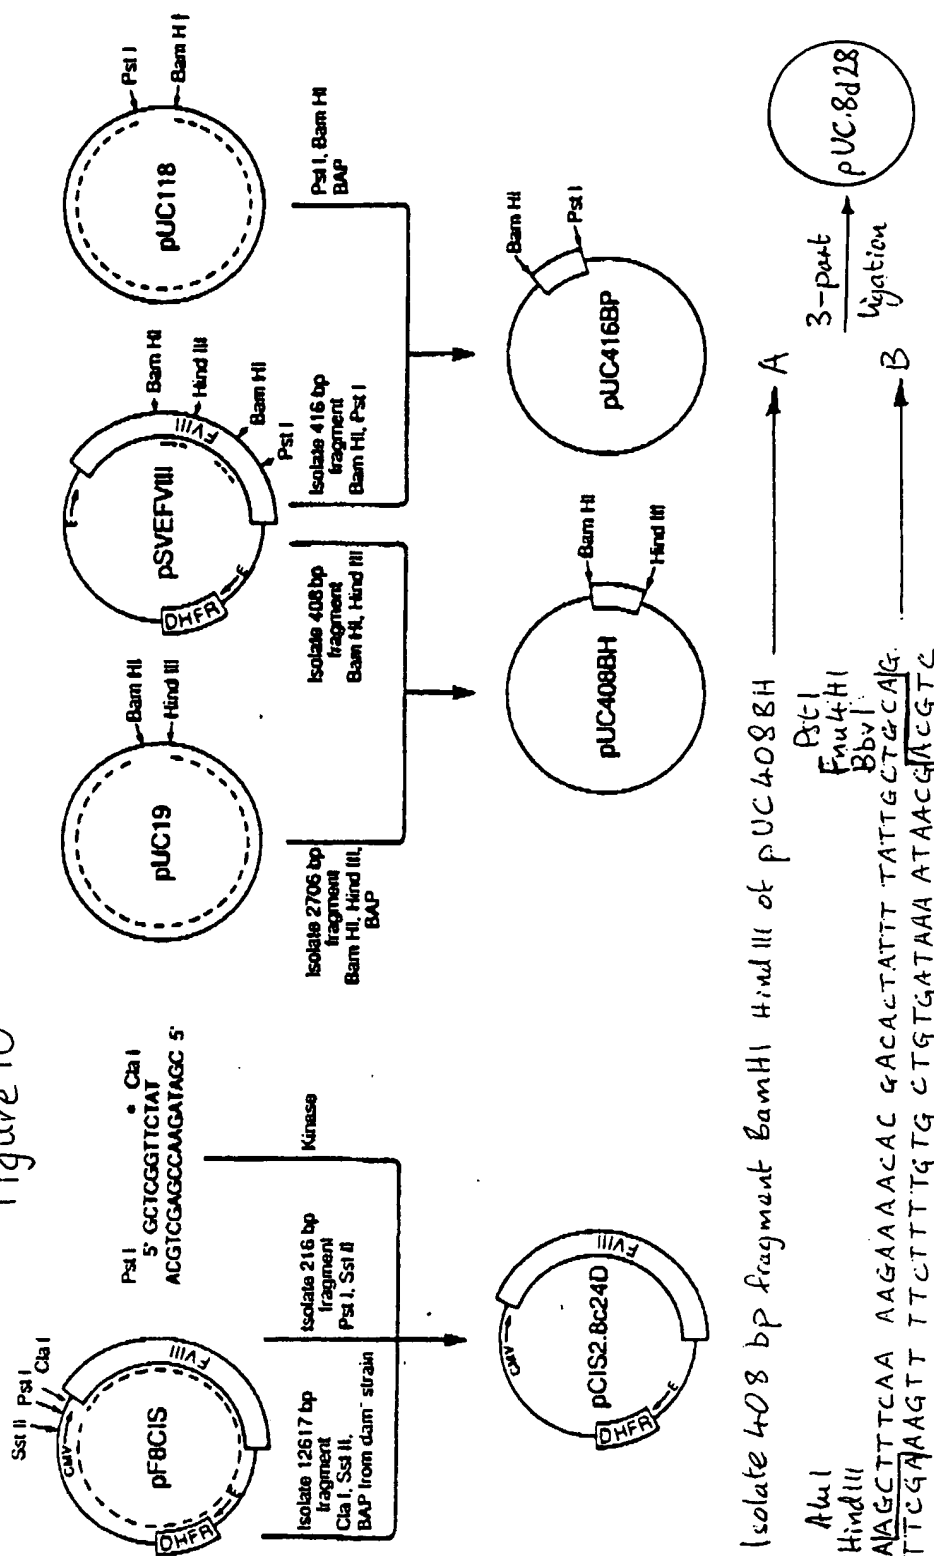 Figure 10
Sst II
Pst I
Cla I
CMV
pF8CIS
FVIII
DHFR
E
Pst I
* Cla I
5' GCTCGGTTCTAT
ACGTCGAGCCAAGATAGC 5'
Isolate 12617 bp
fragment
Cla I, Sst II,
BAP from dam- strain
Isolate 216 bp
fragment
Pst I, Sst II
Kinase
CMV
pCIS2.8c24D
FVIII
DHFR
E
Bam HI
Hind III
pUC19
E
pSVEFVIII
FVIII
Bam HI
Hind III
Bam HI
Pst I
DHFR
E
Pst I
Bam HI
pUC118
Isolate 2706 bp
fragment
Bam HI, Hind III,
BAP
Isolate 408 bp
fragment
Bam HI, Hind III
Isolate 416 bp
fragment
Bam HI, Pst I
Pst I, Bam HI
BAP
Bam HI
Hind III
pUC408BH
Bam HI
Pst I
pUC416BP
Isolate 408 bp fragment BamHI HindIII of pUC408BH
A
AluI
HindIII
PstI
Fnu4HI
BbvI
AAGCTTTCAA AAGAAAACAC GACACTATTT TATTGCTGCAG
TTCGAAAGTT TTCTTTTGTG CTGTGATAAA ATAACGACGTC
B
3-part
ligation
pUC.8d28